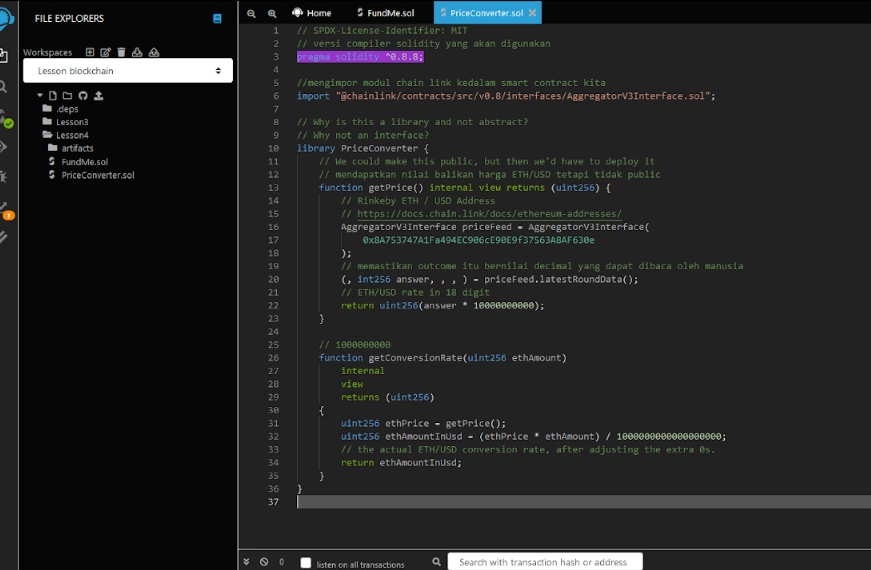 FILE EXPLORERS
Workspaces
Lesson blockchain
.deps
Lesson3
Lesson4
artifacts
FundMe.sol
PriceConverter.sol
1
Home
FundMe.sol
PriceConverter.sol
1 // SPDX-License-Identifier: MIT
2 // versi compiler solidity yang akan digunakan
3 pragma solidity ^0.8.8;
4
5 //mengimpor modul chain link kedalam smart contract kita
6 import "@chainlink/contracts/src/v0.8/interfaces/AggregatorV3Interface.sol";
7
8 // Why is this a library and not abstract?
9 // Why not an interface?
10 library PriceConverter {
11 // We could make this public, but then we'd have to deploy it
12 // mendapatkan nilai balikan harga ETH/USD tetapi tidak public
13 function getPrice() internal view returns (uint256) {
14 // Rinkeby ETH / USD Address
15 // https://docs.chain.link/docs/ethereum-addresses/
16 AggregatorV3Interface priceFeed = AggregatorV3Interface(
17 0x8A753747A1Fa494EC906cE90E9f37563A8AF630e
18 );
19 // memastikan outcome itu bernilai decimal yang dapat dibaca oleh manusia
20 (, int256 answer, , , ) = priceFeed.latestRoundData();
21 // ETH/USD rate in 18 digit
22 return uint256(answer * 10000000000);
23 }
24
25 // 1000000000
26 function getConversionRate(uint256 ethAmount)
27 internal
28 view
29 returns (uint256)
30 {
31 uint256 ethPrice = getPrice();
32 uint256 ethAmountInUsd = (ethPrice * ethAmount) / 1000000000000000000;
33 // the actual ETH/USD conversion rate, after adjusting the extra 0s.
34 return ethAmountInUsd;
35 }
36 }
37
0
listen on all transactions
Search with transaction hash or address